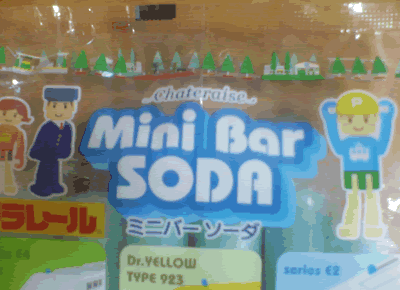 Chateraise
Mini Bar
SODA
ラレール
ミニバーソーダ
P
Dr.YELLOW
TYPE 923
series E2